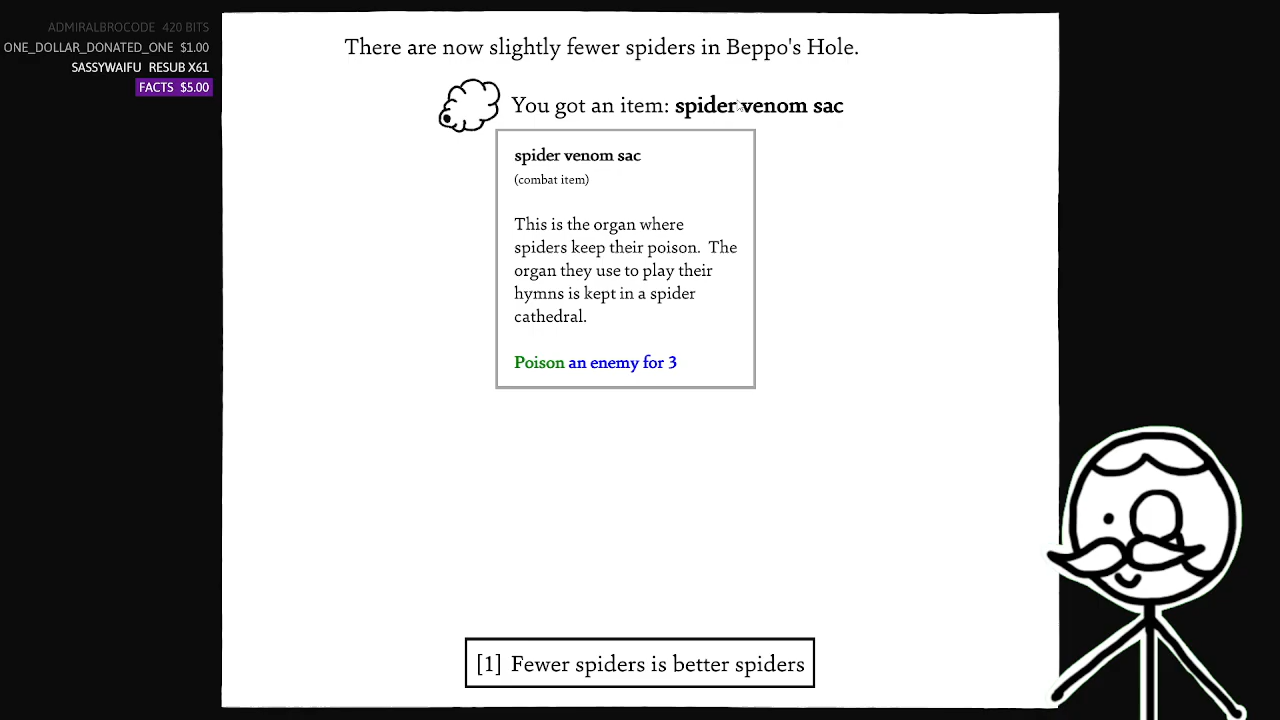 ADMIRALBROCODE 420 BITS
ONE_DOLLAR_DONATED_ONE $1.00
SASSYWAIFU RESUB X61
FACTS $5.00
There are now slightly fewer spiders in Beppo's Hole.
You got an item: spider venom sac
spider venom sac
(combat item)
This is the organ where
spiders keep their poison. The
organ they use to play their
hymns is kept in a spider
cathedral.
Poison an enemy for 3
[1] Fewer spiders is better spiders